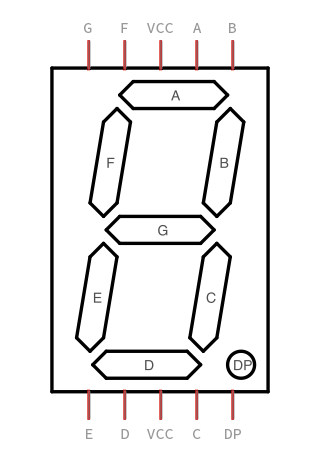 G F VCC A B
A
F B
G
E C
D DP
E D VCC C DP